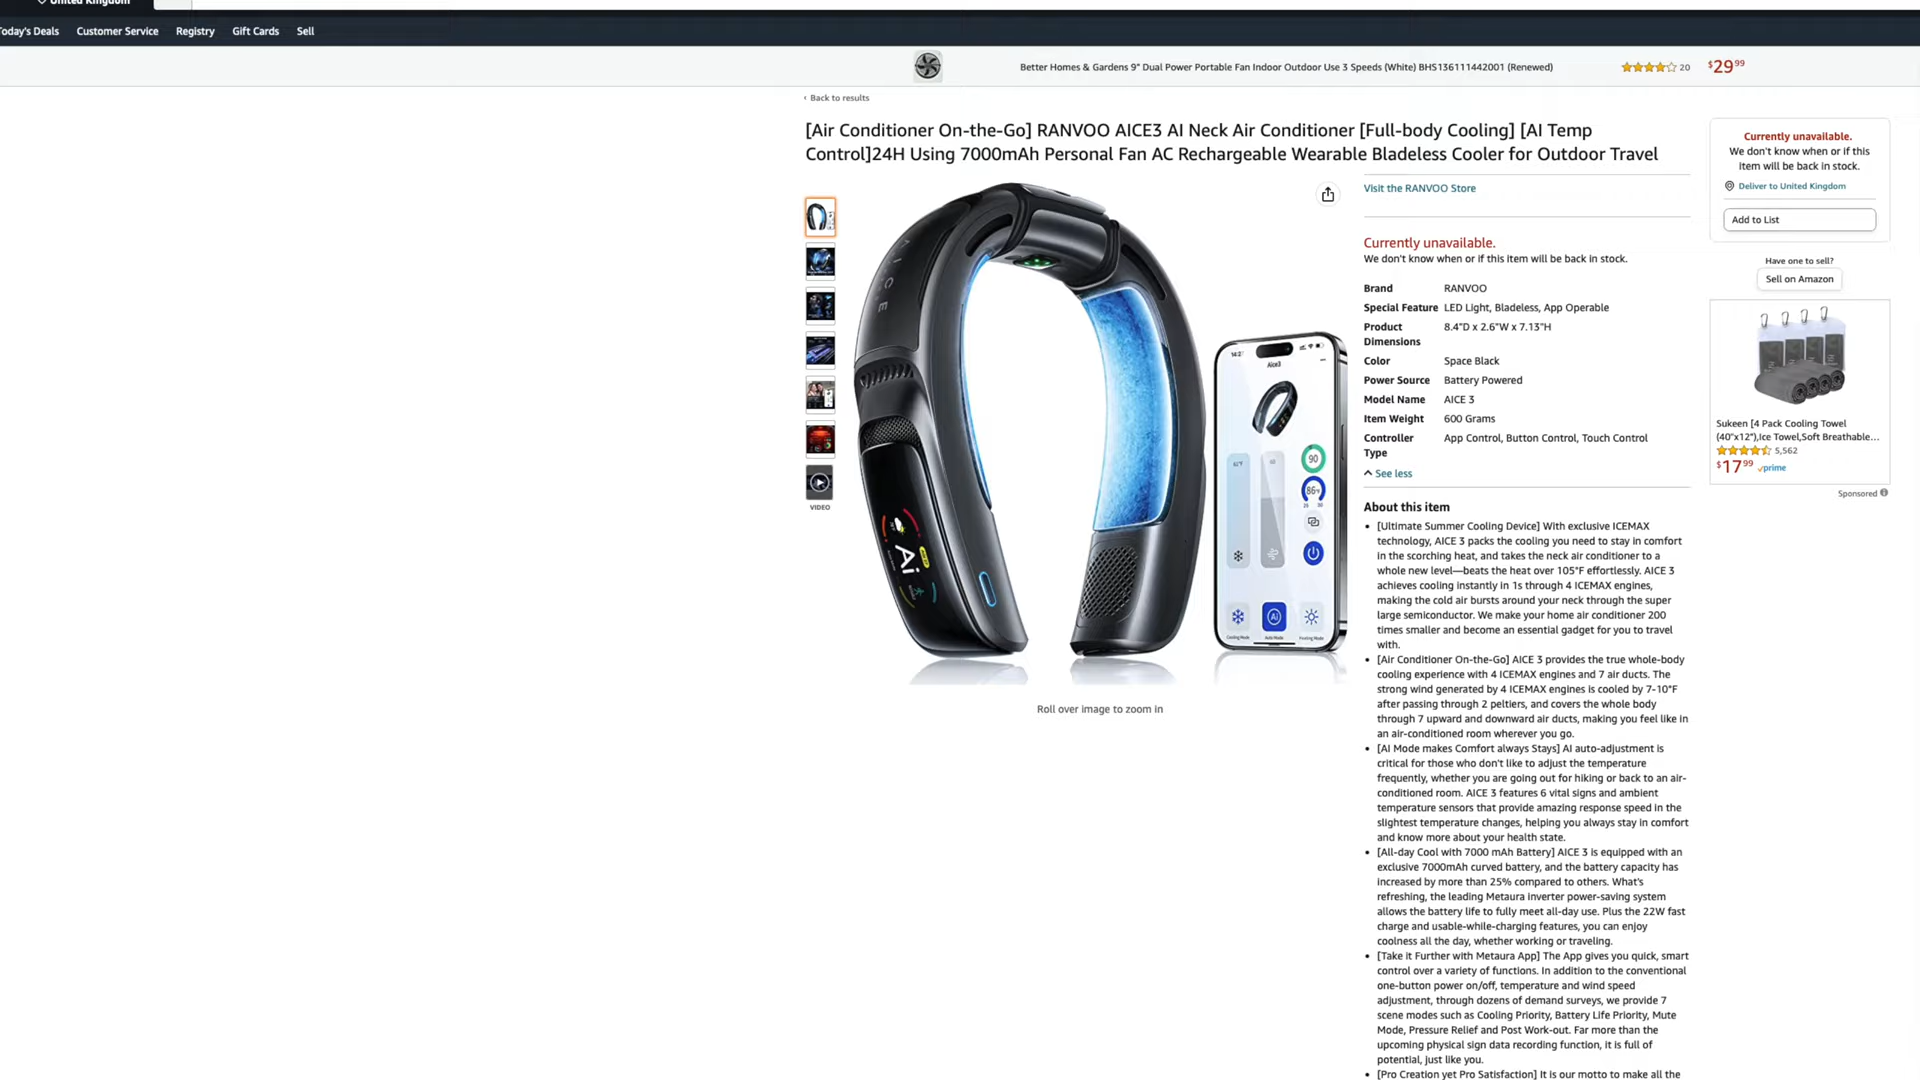 United Kingdom
Today's Deals Customer Service Registry Gift Cards Sell
Better Homes & Gardens 9" Dual Power Portable Fan Indoor Outdoor Use 3 Speeds (White) BHS136111442001 (Renewed) 20 $29 99
‹ Back to results
[Air Conditioner On-the-Go] RANVOO AICE3 AI Neck Air Conditioner [Full-body Cooling] [AI Temp
Control]24H Using 7000mAh Personal Fan AC Rechargeable Wearable Bladeless Cooler for Outdoor Travel
VIDEO
AICE
Ai
14:2
Aice3
90
86°F
Ai
Cooling Mode Auto Mode Heating Mode
Roll over image to zoom in
Visit the RANVOO Store
Currently unavailable.
We don't know when or if this item will be back in stock.
Brand RANVOO
Special Feature LED Light, Bladeless, App Operable
Product 8.4"D x 2.6"W x 7.13"H
Dimensions
Color Space Black
Power Source Battery Powered
Model Name AICE 3
Item Weight 600 Grams
Controller App Control, Button Control, Touch Control
Type
See less
About this item
• [Ultimate Summer Cooling Device] With exclusive ICEMAX
technology, AICE 3 packs the cooling you need to stay in comfort
in the scorching heat, and takes the neck air conditioner to a
whole new level—beats the heat over 105°F effortlessly. AICE 3
achieves cooling instantly in 1s through 4 ICEMAX engines,
making the cold air bursts around your neck through the super
large semiconductor. We make your home air conditioner 200
times smaller and become an essential gadget for you to travel
with.
• [Air Conditioner On-the-Go] AICE 3 provides the true whole-body
cooling experience with 4 ICEMAX engines and 7 air ducts. The
strong wind generated by 4 ICEMAX engines is cooled by 7-10°F
after passing through 2 peltiers, and covers the whole body
through 7 upward and downward air ducts, making you feel like in
an air-conditioned room wherever you go.
• [AI Mode makes Comfort always Stays] AI auto-adjustment is
critical for those who don't like to adjust the temperature
frequently, whether you are going out for hiking or back to an air-
conditioned room. AICE 3 features 6 vital signs and ambient
temperature sensors that provide amazing response speed in the
slightest temperature changes, helping you always stay in comfort
and know more about your health state.
• [All-day Cool with 7000 mAh Battery] AICE 3 is equipped with an
exclusive 7000mAh curved battery, and the battery capacity has
increased by more than 25% compared to others. What's
refreshing, the leading Metaura inverter power-saving system
allows the battery life to fully meet all-day use. Plus the 22W fast
charge and usable-while-charging features, you can enjoy
coolness all the day, whether working or traveling.
• [Take it Further with Metaura App] The App gives you quick, smart
control over a variety of functions. In addition to the conventional
one-button power on/off, temperature and wind speed
adjustment, through dozens of demand surveys, we provide 7
scene modes such as Cooling Priority, Battery Life Priority, Mute
Mode, Pressure Relief and Post Work-out. Far more than the
upcoming physical sign data recording function, it is full of
potential, just like you.
• [Pro Creation yet Pro Satisfaction] It is our motto to make all the
Currently unavailable.
We don't know when or if this
item will be back in stock.
Deliver to United Kingdom
Add to List
Have one to sell?
Sell on Amazon
Sukeen [4 Pack Cooling Towel
(40"x12"),Ice Towel,Soft Breathable...
5,562
$17 99 prime
Sponsored